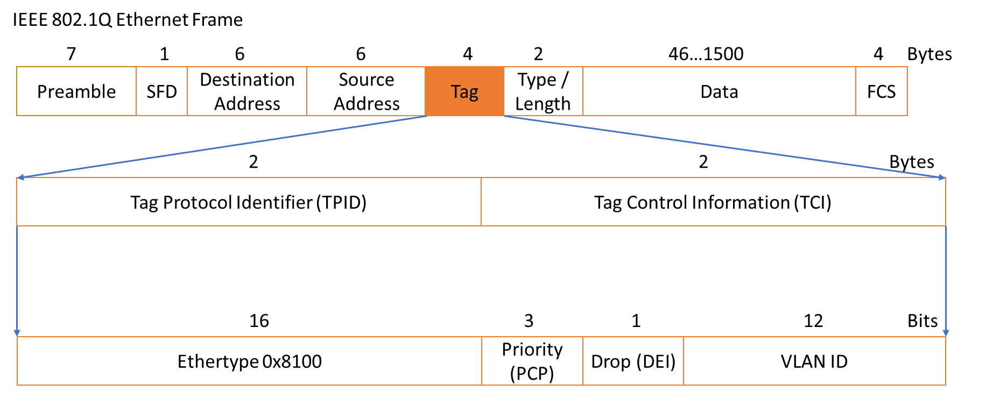 IEEE 802.1Q Ethernet Frame
7 1 6 6 4 2 46...1500 4 Bytes
Preamble SFD Destination Address Source Address Tag Type / Length Data FCS
2 2 Bytes
Tag Protocol Identifier (TPID) Tag Control Information (TCI)
16 3 1 12 Bits
Ethertype 0x8100 Priority (PCP) Drop (DEI) VLAN ID